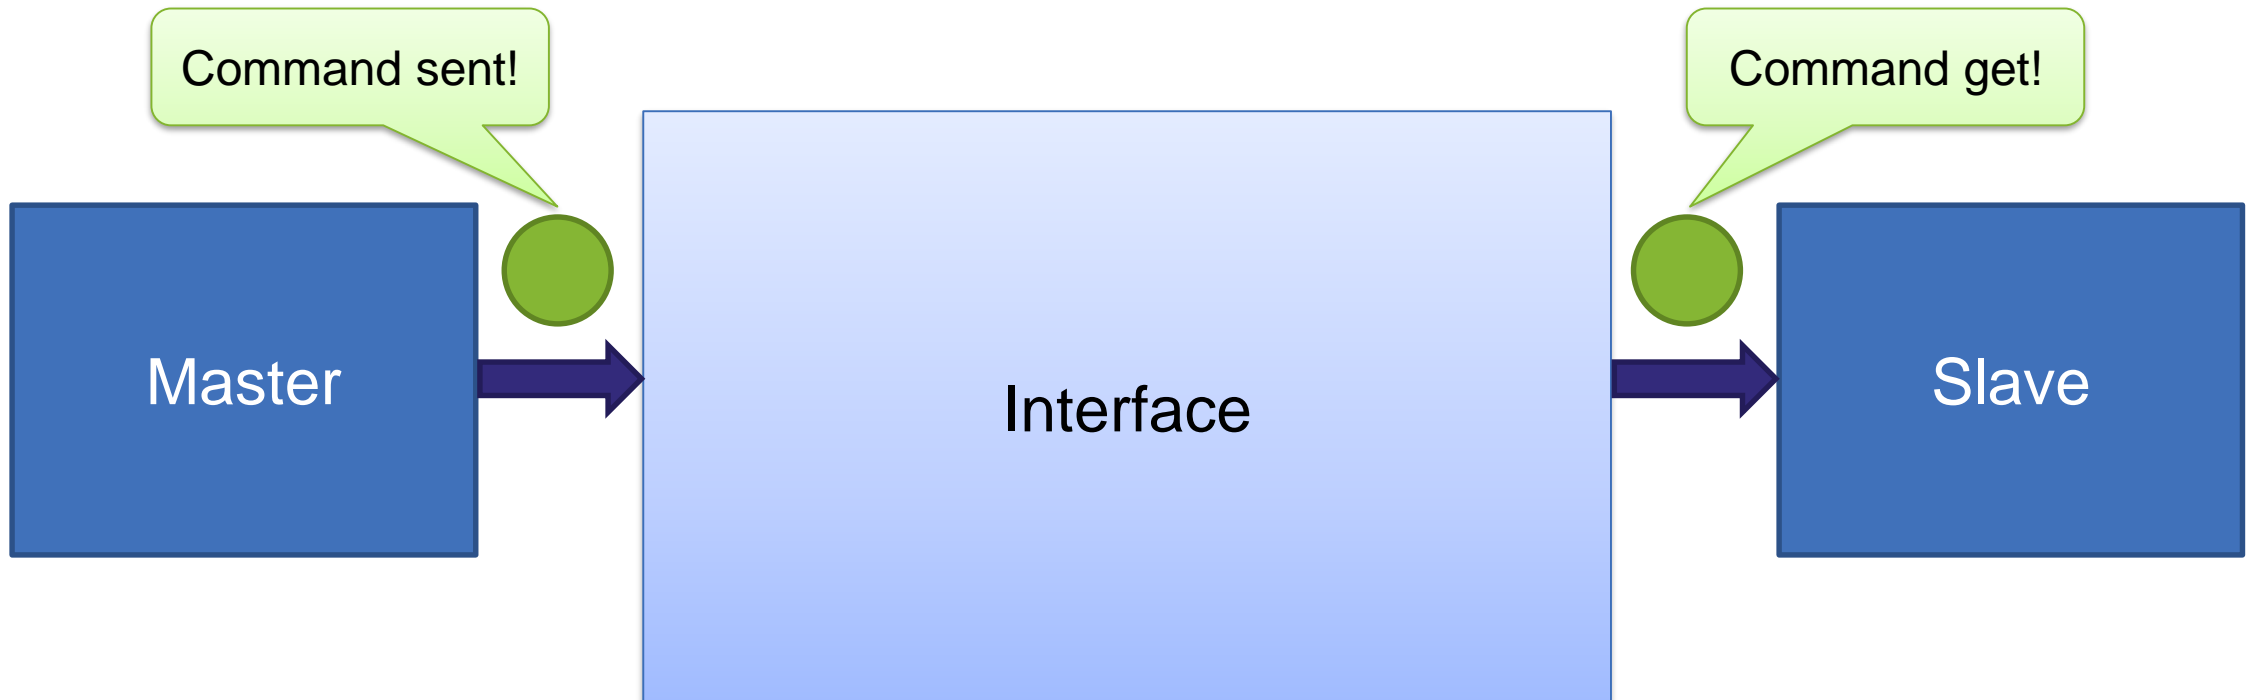 Command sent!
Command get!
Master
Interface
Slave